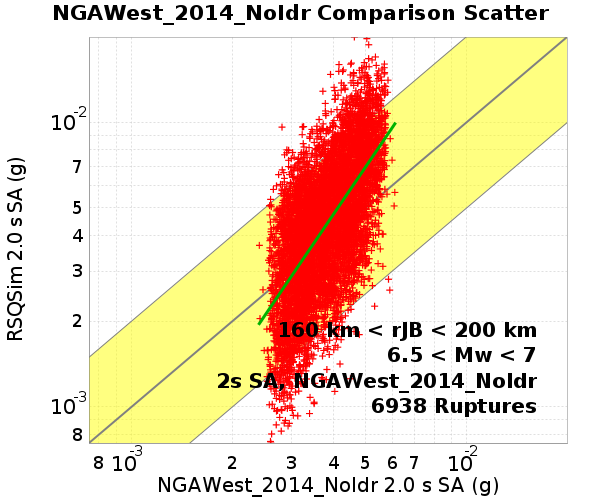 NGAWest_2014_NoIdr Comparison Scatter
RSQSim 2.0 s SA (g)
10-2
7
5
4
3
2
10-3
8
160 km < rJB < 200 km
6.5 < Mw < 7
2s SA, NGAWest_2014_NoIdr
6938 Ruptures
8 10-3 2 3 4 5 6 7 10-2
NGAWest_2014_NoIdr 2.0 s SA (g)